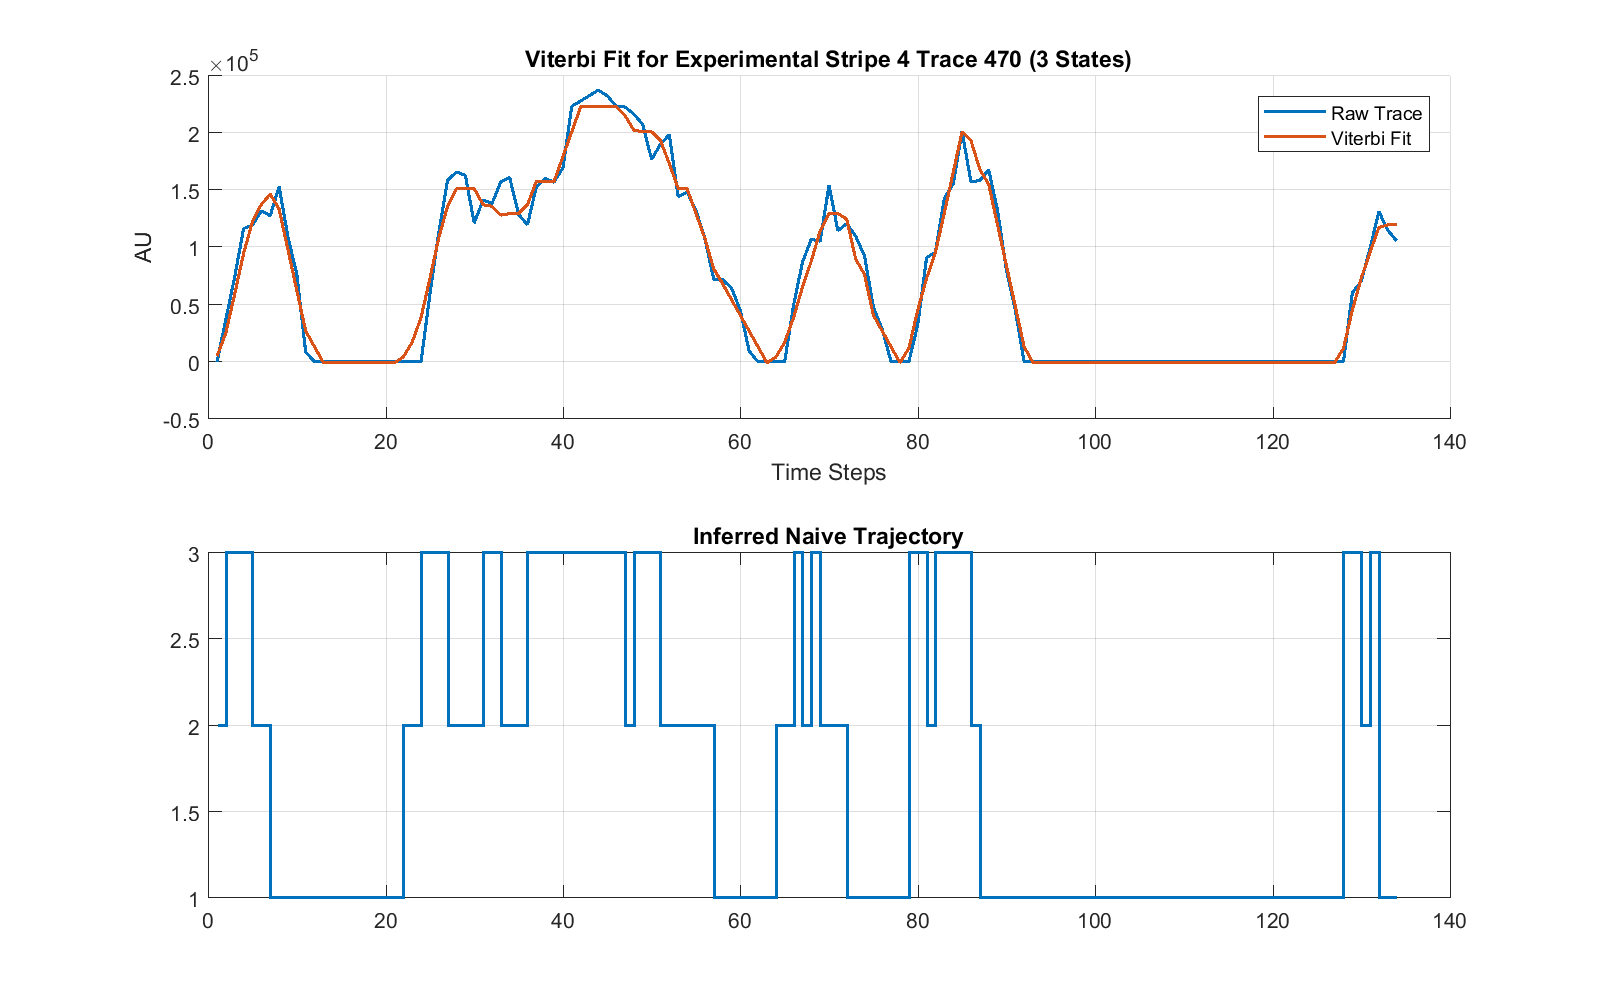 Viterbi Fit for Experimental Stripe 4 Trace 470 (3 States)
×10^5
2.5
2
1.5
1
0.5
0
-0.5
AU
Raw Trace
Viterbi Fit
0 20 40 60 80 100 120 140
Time Steps
Inferred Naive Trajectory
3
2.5
2
1.5
1
0 20 40 60 80 100 120 140